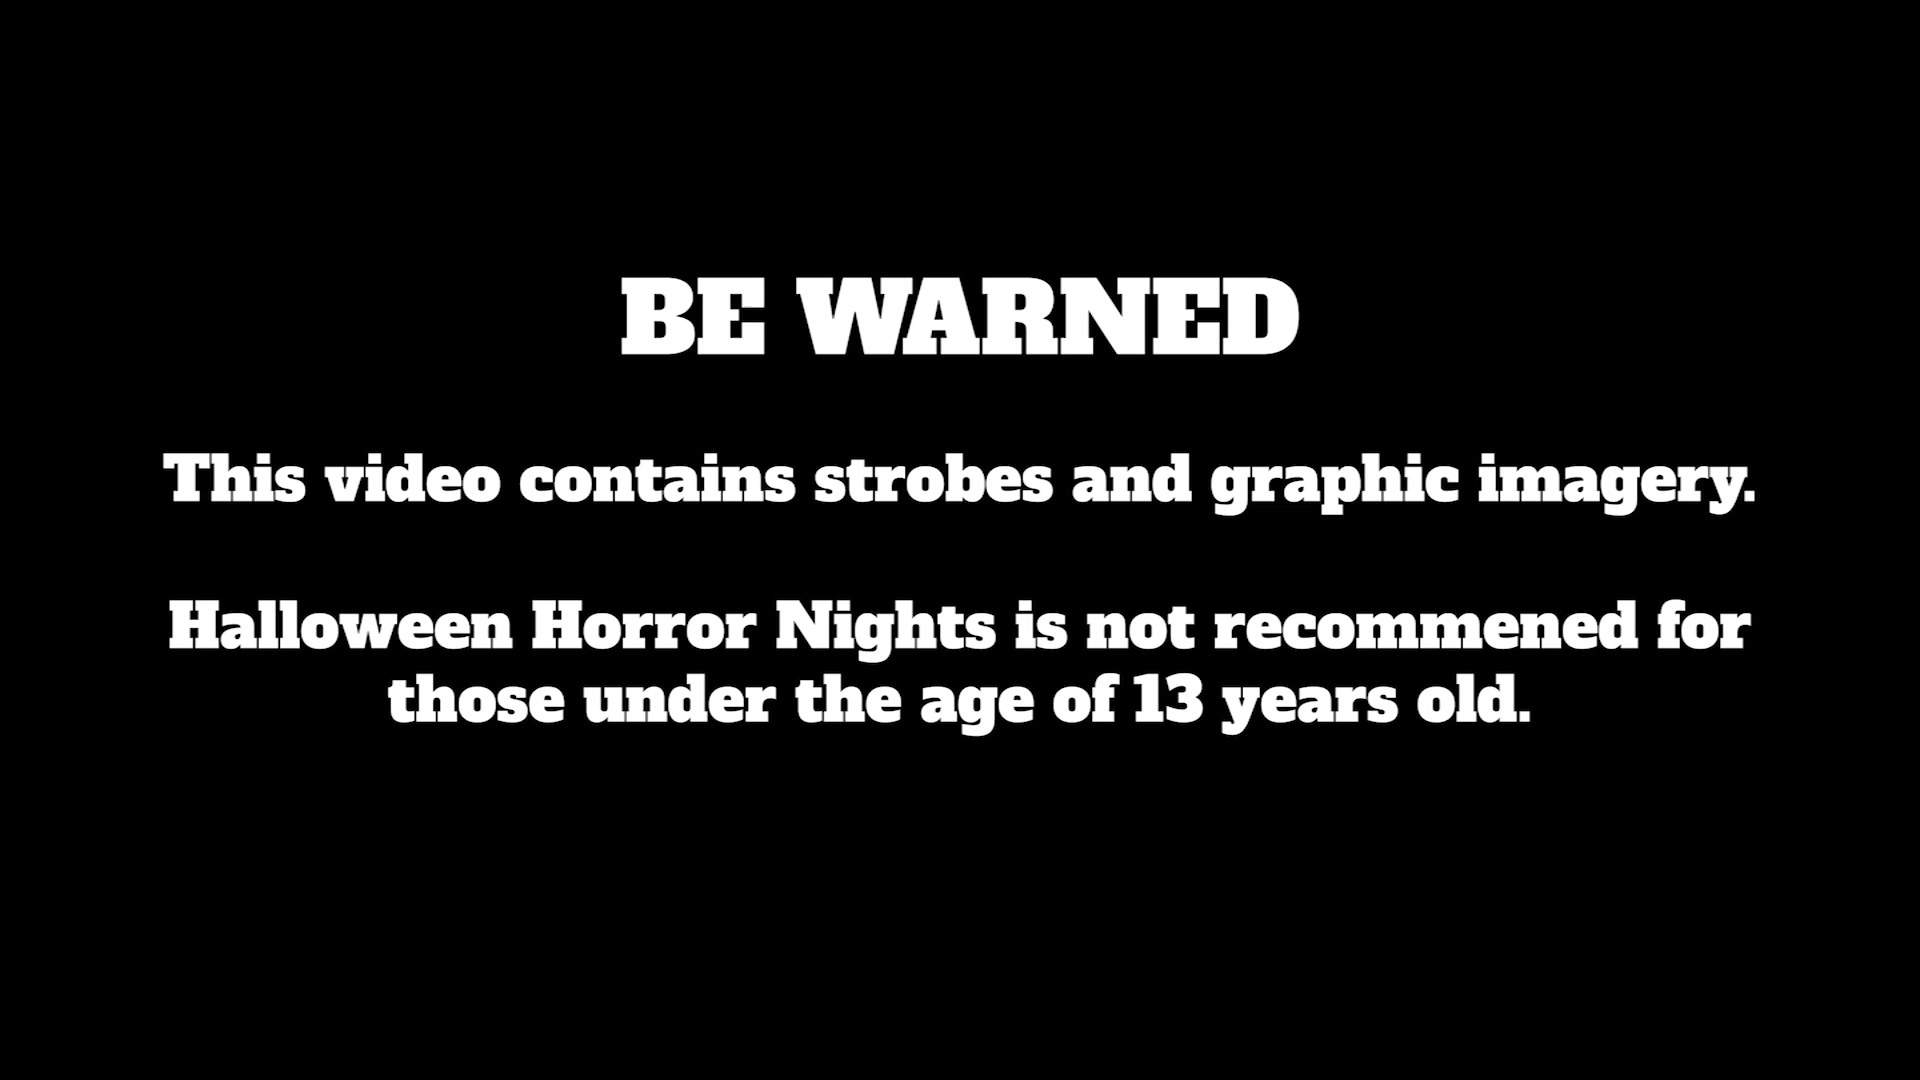 BE WARNED
This video contains strobes and graphic imagery.
Halloween Horror Nights is not recommened for
those under the age of 13 years old.